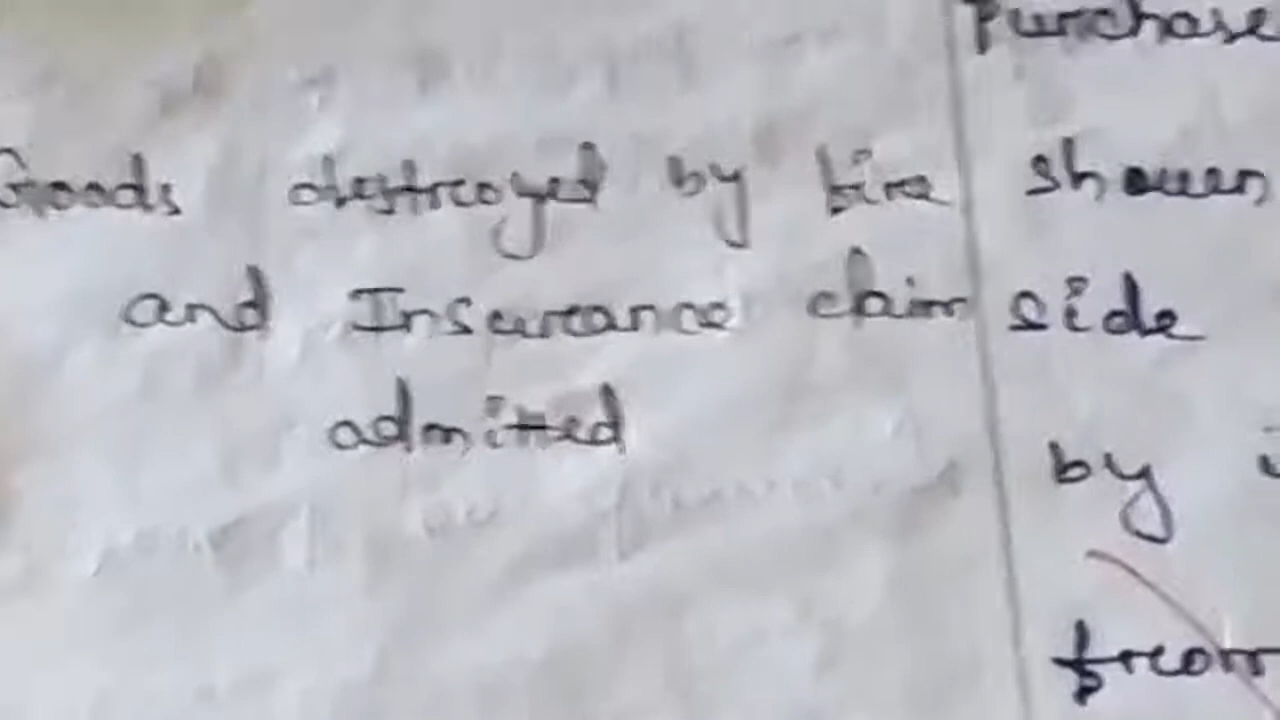 Purchase
Goods destroyed by fire shown
and Insurance claim side
admitted
by
from